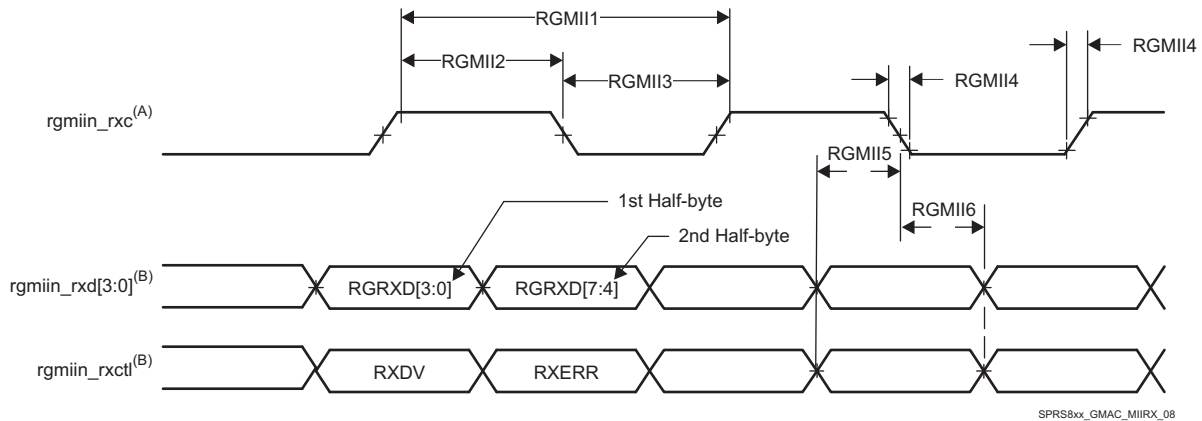 RGMII1
RGMII4
RGMII2
RGMII4
RGMII3
rgmiin_rxc(A)
RGMII5
1st Half-byte
RGMII6
2nd Half-byte
rgmiin_rxd[3:0](B)
RGRXD[3:0]
RGRXD[7:4]
rgmiin_rxctl(B)
RXDV
RXERR
SPRS8xx_GMAC_MIIRX_08